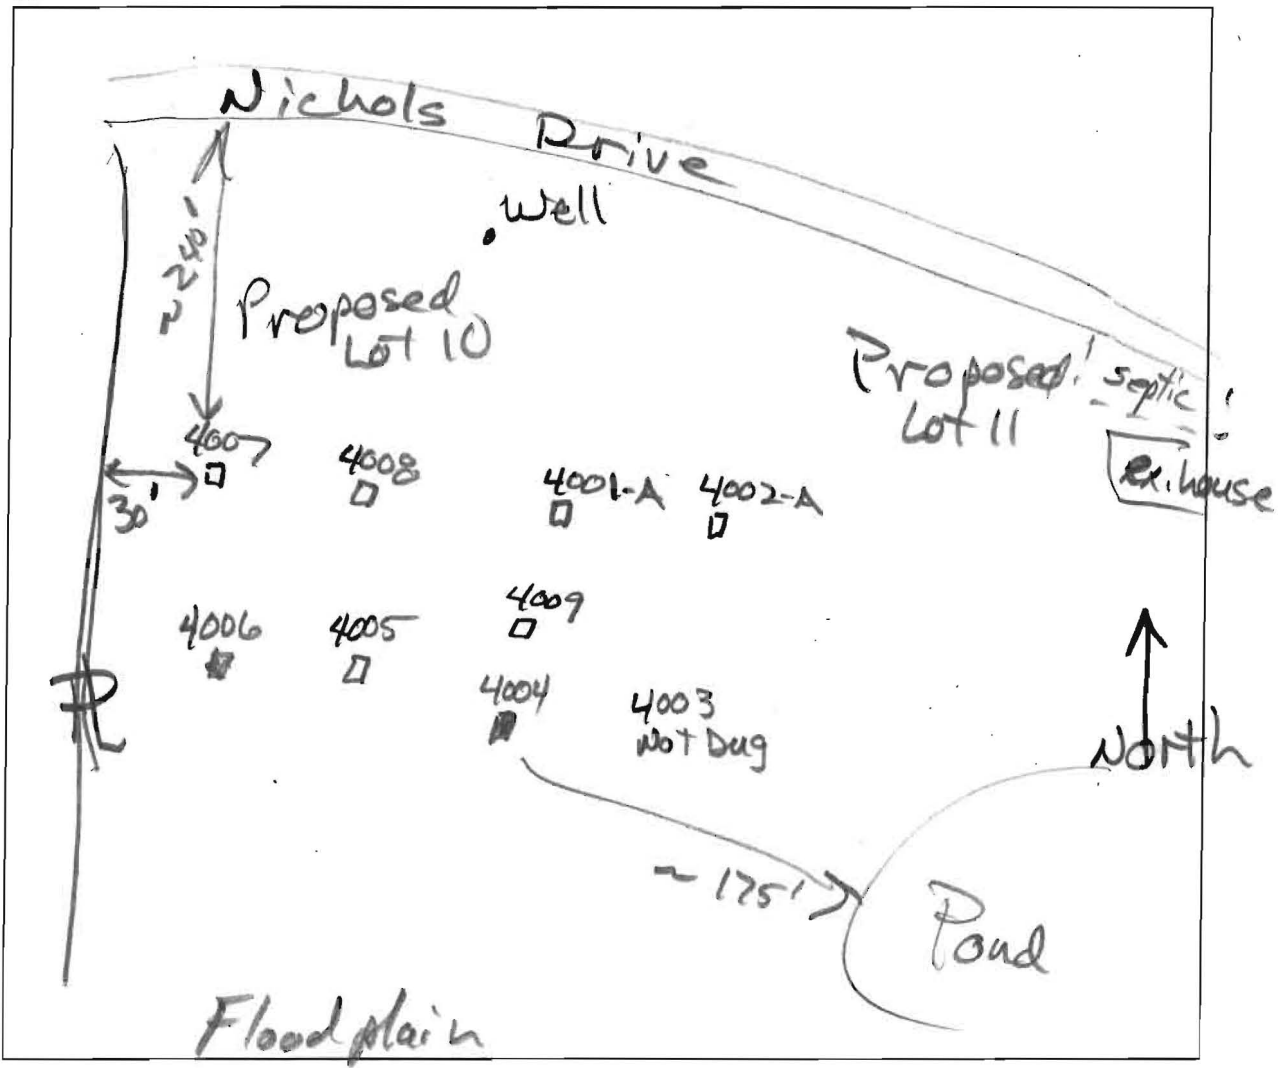 Nichols Drive
Well
~ 240'
Proposed
Lot 10
Proposed
Lot 11
septic
ex. house
4007
4008
4001-A
4002-A
30'
4009
4006
4005
4004
4003
Not Dug
PL
North
~ 175'
Pond
Floodplain